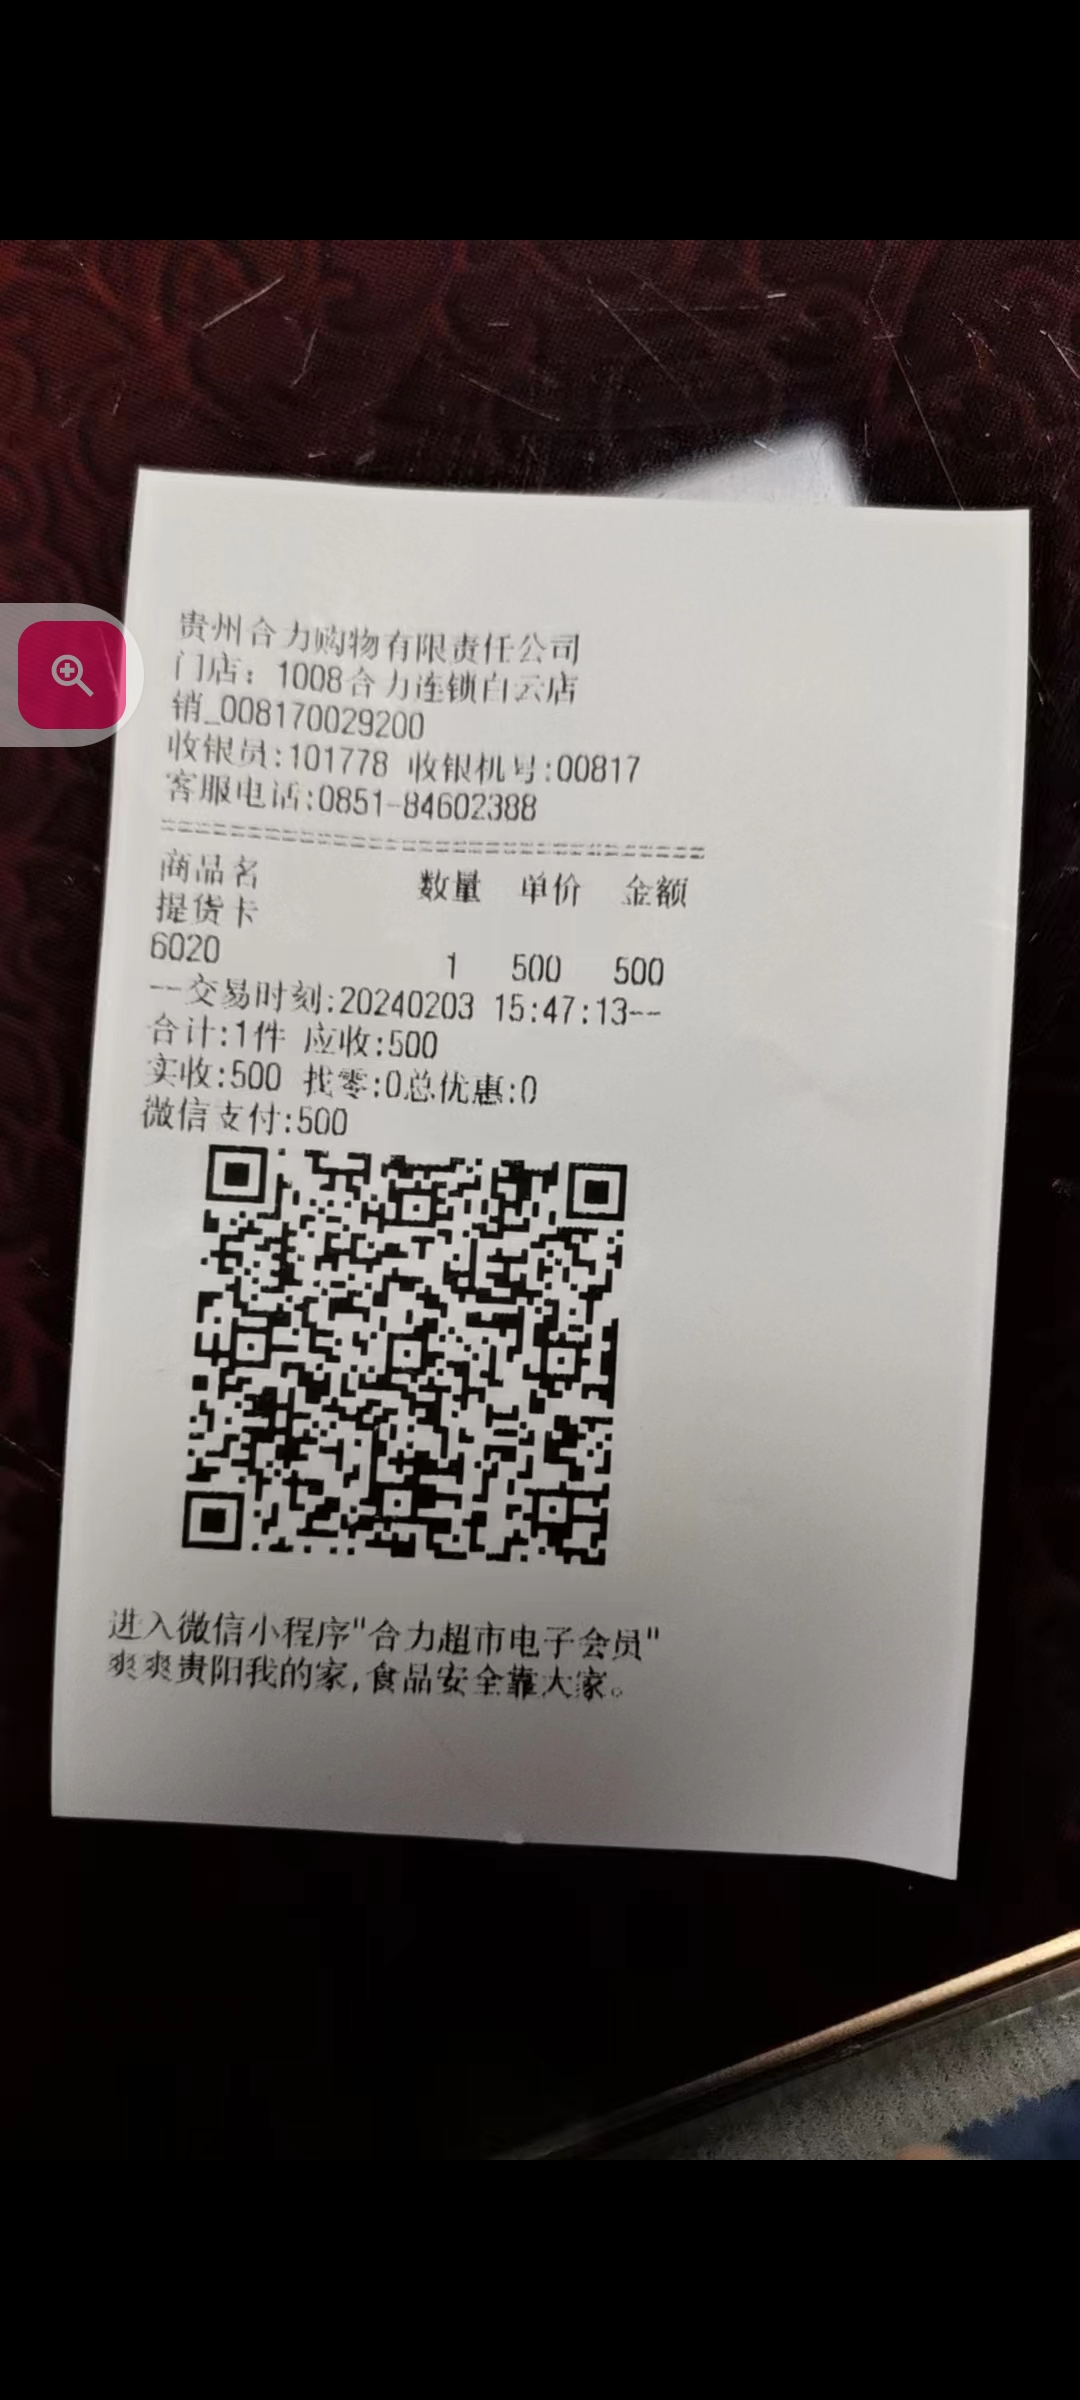 贵州合力购物有限责任公司
门店：1008合力连锁白云店
销_008170029200
收银员:101778 收银机号:00817
客服电话:0851-84602388
商品名 数量 单价 金额
提货卡
6020 1 500 500
--交易时刻:20240203 15:47:13--
合计:1件 应收:500
实收:500 找零:0总优惠:0
微信支付:500
进入微信小程序"合力超市电子会员"
爽爽贵阳我的家,食品安全靠大家。